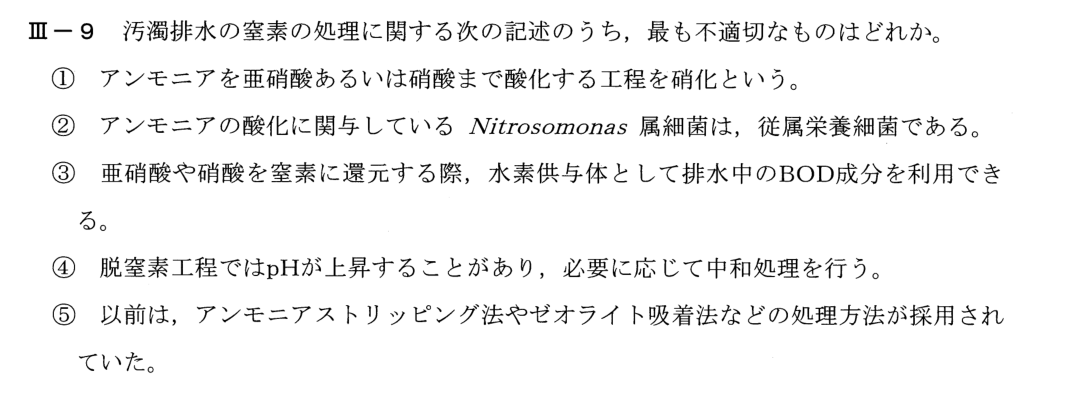 Ⅲ－9　汚濁排水の窒素の処理に関する次の記述のうち，最も不適切なものはどれか。
①　アンモニアを亜硝酸あるいは硝酸まで酸化する工程を硝化という。
②　アンモニアの酸化に関与している Nitrosomonas 属細菌は，従属栄養細菌である。
③　亜硝酸や硝酸を窒素に還元する際，水素供与体として排水中のBOD成分を利用でき
る。
④　脱窒素工程ではpHが上昇することがあり，必要に応じて中和処理を行う。
⑤　以前は，アンモニアストリッピング法やゼオライト吸着法などの処理方法が採用され
ていた。